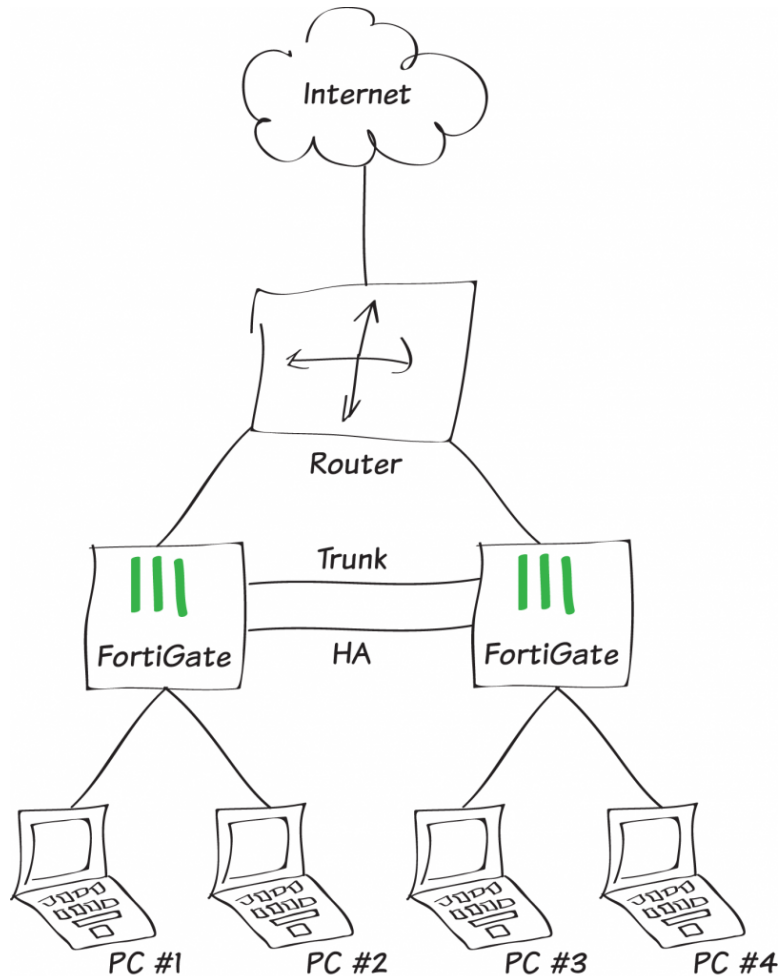 Internet
Router
Trunk
FortiGate
HA
FortiGate
PC #1
PC #2
PC #3
PC #4